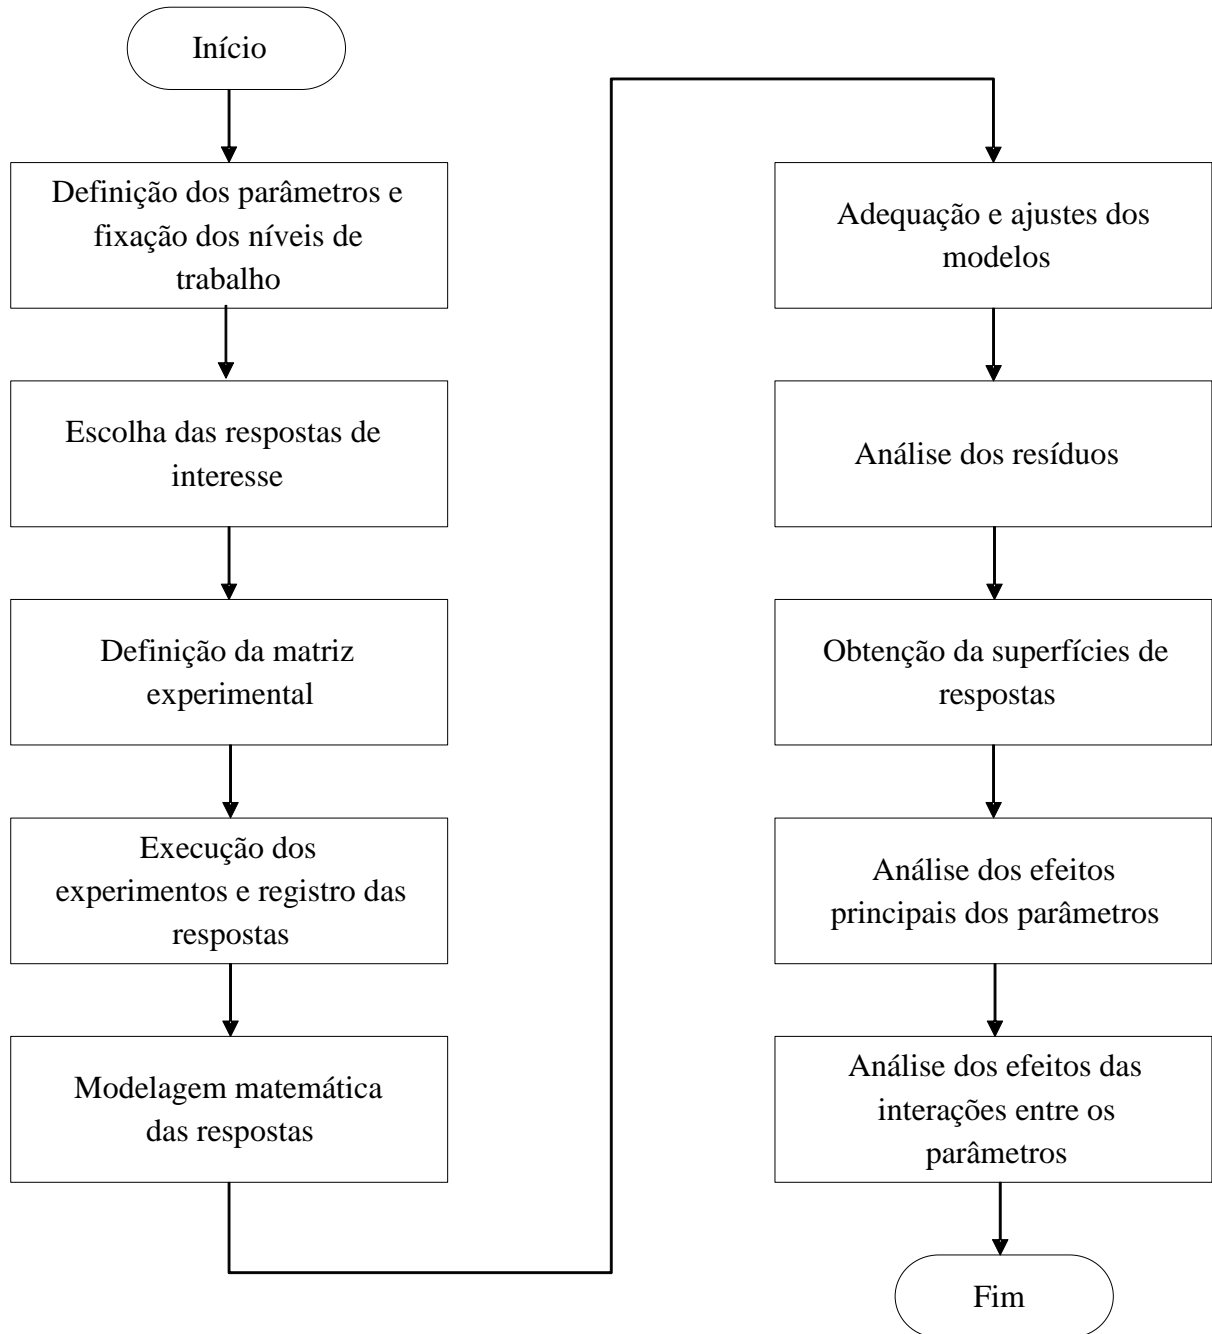 Início
Definição dos parâmetros e
fixação dos níveis de
trabalho
Escolha das respostas de
interesse
Definição da matriz
experimental
Execução dos
experimentos e registro das
respostas
Modelagem matemática
das respostas
Adequação e ajustes dos
modelos
Análise dos resíduos
Obtenção da superfícies de
respostas
Análise dos efeitos
principais dos parâmetros
Análise dos efeitos das
interações entre os
parâmetros
Fim